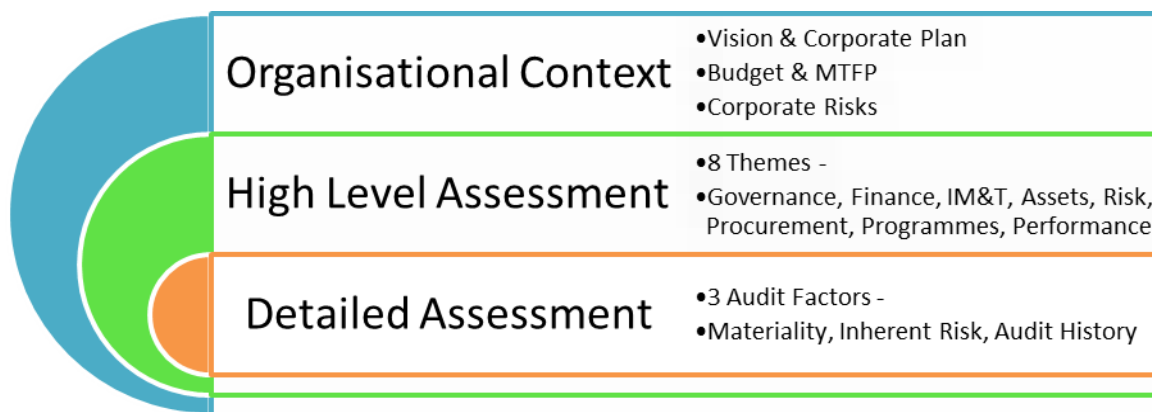 Organisational Context
•Vision & Corporate Plan
•Budget & MTFP
•Corporate Risks
High Level Assessment
•8 Themes -
•Governance, Finance, IM&T, Assets, Risk,
Procurement, Programmes, Performance
Detailed Assessment
•3 Audit Factors -
•Materiality, Inherent Risk, Audit History